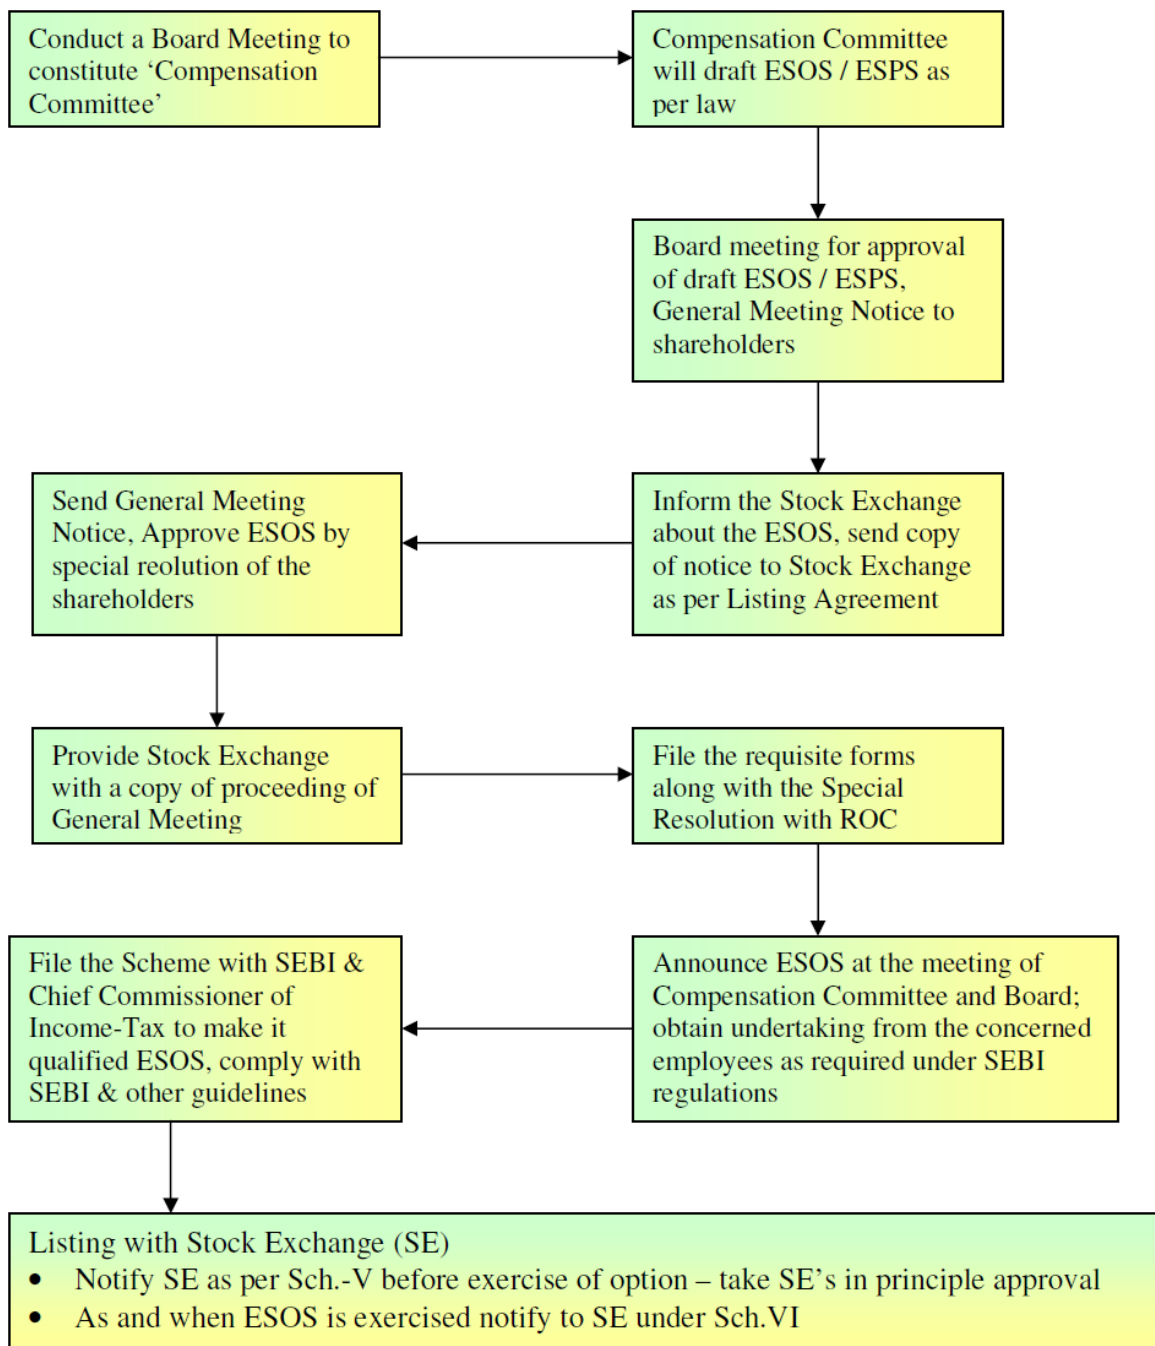 Conduct a Board Meeting to
constitute ‘Compensation
Committee’
Compensation Committee
will draft ESOS / ESPS as
per law
Board meeting for approval
of draft ESOS / ESPS,
General Meeting Notice to
shareholders
Inform the Stock Exchange
about the ESOS, send copy
of notice to Stock Exchange
as per Listing Agreement
Send General Meeting
Notice, Approve ESOS by
special reolution of the
shareholders
Provide Stock Exchange
with a copy of proceeding of
General Meeting
File the requisite forms
along with the Special
Resolution with ROC
Announce ESOS at the meeting of
Compensation Committee and Board;
obtain undertaking from the concerned
employees as required under SEBI
regulations
File the Scheme with SEBI &
Chief Commissioner of
Income-Tax to make it
qualified ESOS, comply with
SEBI & other guidelines
Listing with Stock Exchange (SE)
• Notify SE as per Sch.-V before exercise of option – take SE’s in principle approval
• As and when ESOS is exercised notify to SE under Sch.VI